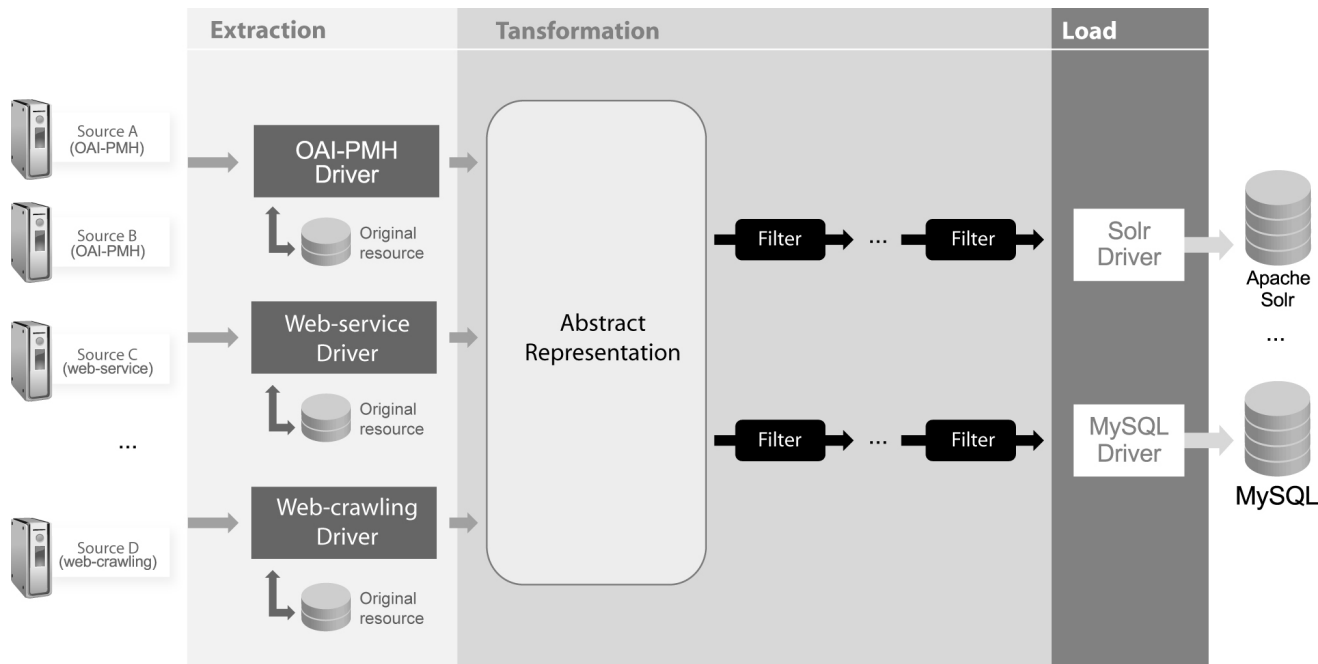 Extraction
Tansformation
Load
Source A
(OAI-PMH)
Source B
(OAI-PMH)
Source C
(web-service)
...
Source D
(web-crawling)
OAI-PMH
Driver
Original
resource
Web-service
Driver
Original
resource
Web-crawling
Driver
Original
resource
Abstract
Representation
Filter
...
Filter
Filter
...
Filter
Solr
Driver
MySQL
Driver
Apache
Solr
...
MySQL